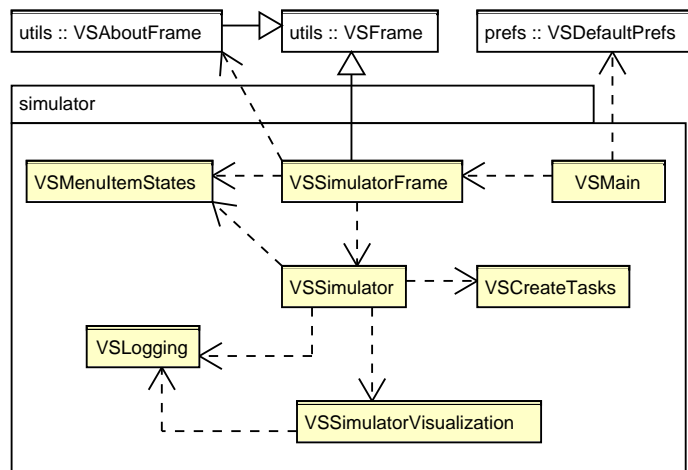 utils :: VSAboutFrame
utils :: VSFrame
prefs :: VSDefaultPrefs
simulator
VSMenuItemStates
VSSimulatorFrame
VSMain
VSSimulator
VSCreateTasks
VSLogging
VSSimulatorVisualization